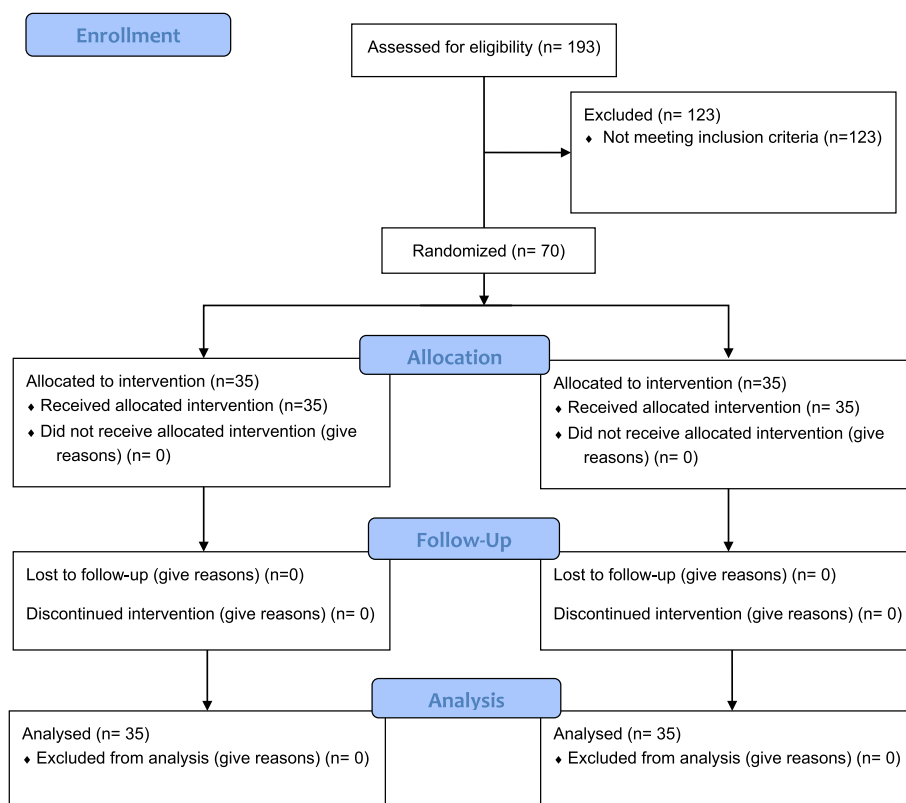 Enrollment
Assessed for eligibility (n= 193)
Excluded (n= 123)
♦ Not meeting inclusion criteria (n=123)
Randomized (n= 70)
Allocation
Allocated to intervention (n=35)
♦ Received allocated intervention (n=35)
♦ Did not receive allocated intervention (give
reasons) (n= 0)
Allocated to intervention (n=35)
♦ Received allocated intervention (n= 35)
♦ Did not receive allocated intervention (give
reasons) (n= 0)
Follow-Up
Lost to follow-up (give reasons) (n=0)
Discontinued intervention (give reasons) (n= 0)
Lost to follow-up (give reasons) (n= 0)
Discontinued intervention (give reasons) (n= 0)
Analysis
Analysed (n= 35)
♦ Excluded from analysis (give reasons) (n= 0)
Analysed (n= 35)
♦ Excluded from analysis (give reasons) (n= 0)